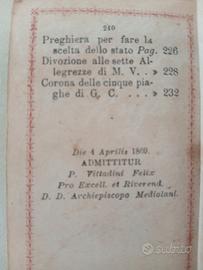 240
Preghiera per fare la
scelta dello stato Pag. 226
Divozione alle sette Al-
legrezze di M. V. . » 228
Corona delle cinque pia-
ghe di G. C. . . . » 232
Die 4 Aprilis 1869.
ADMITTITUR
P. Vittadini Felix
Pro Excell. et Riverend.
D. D. Archiepiscopo Mediolani.
subito